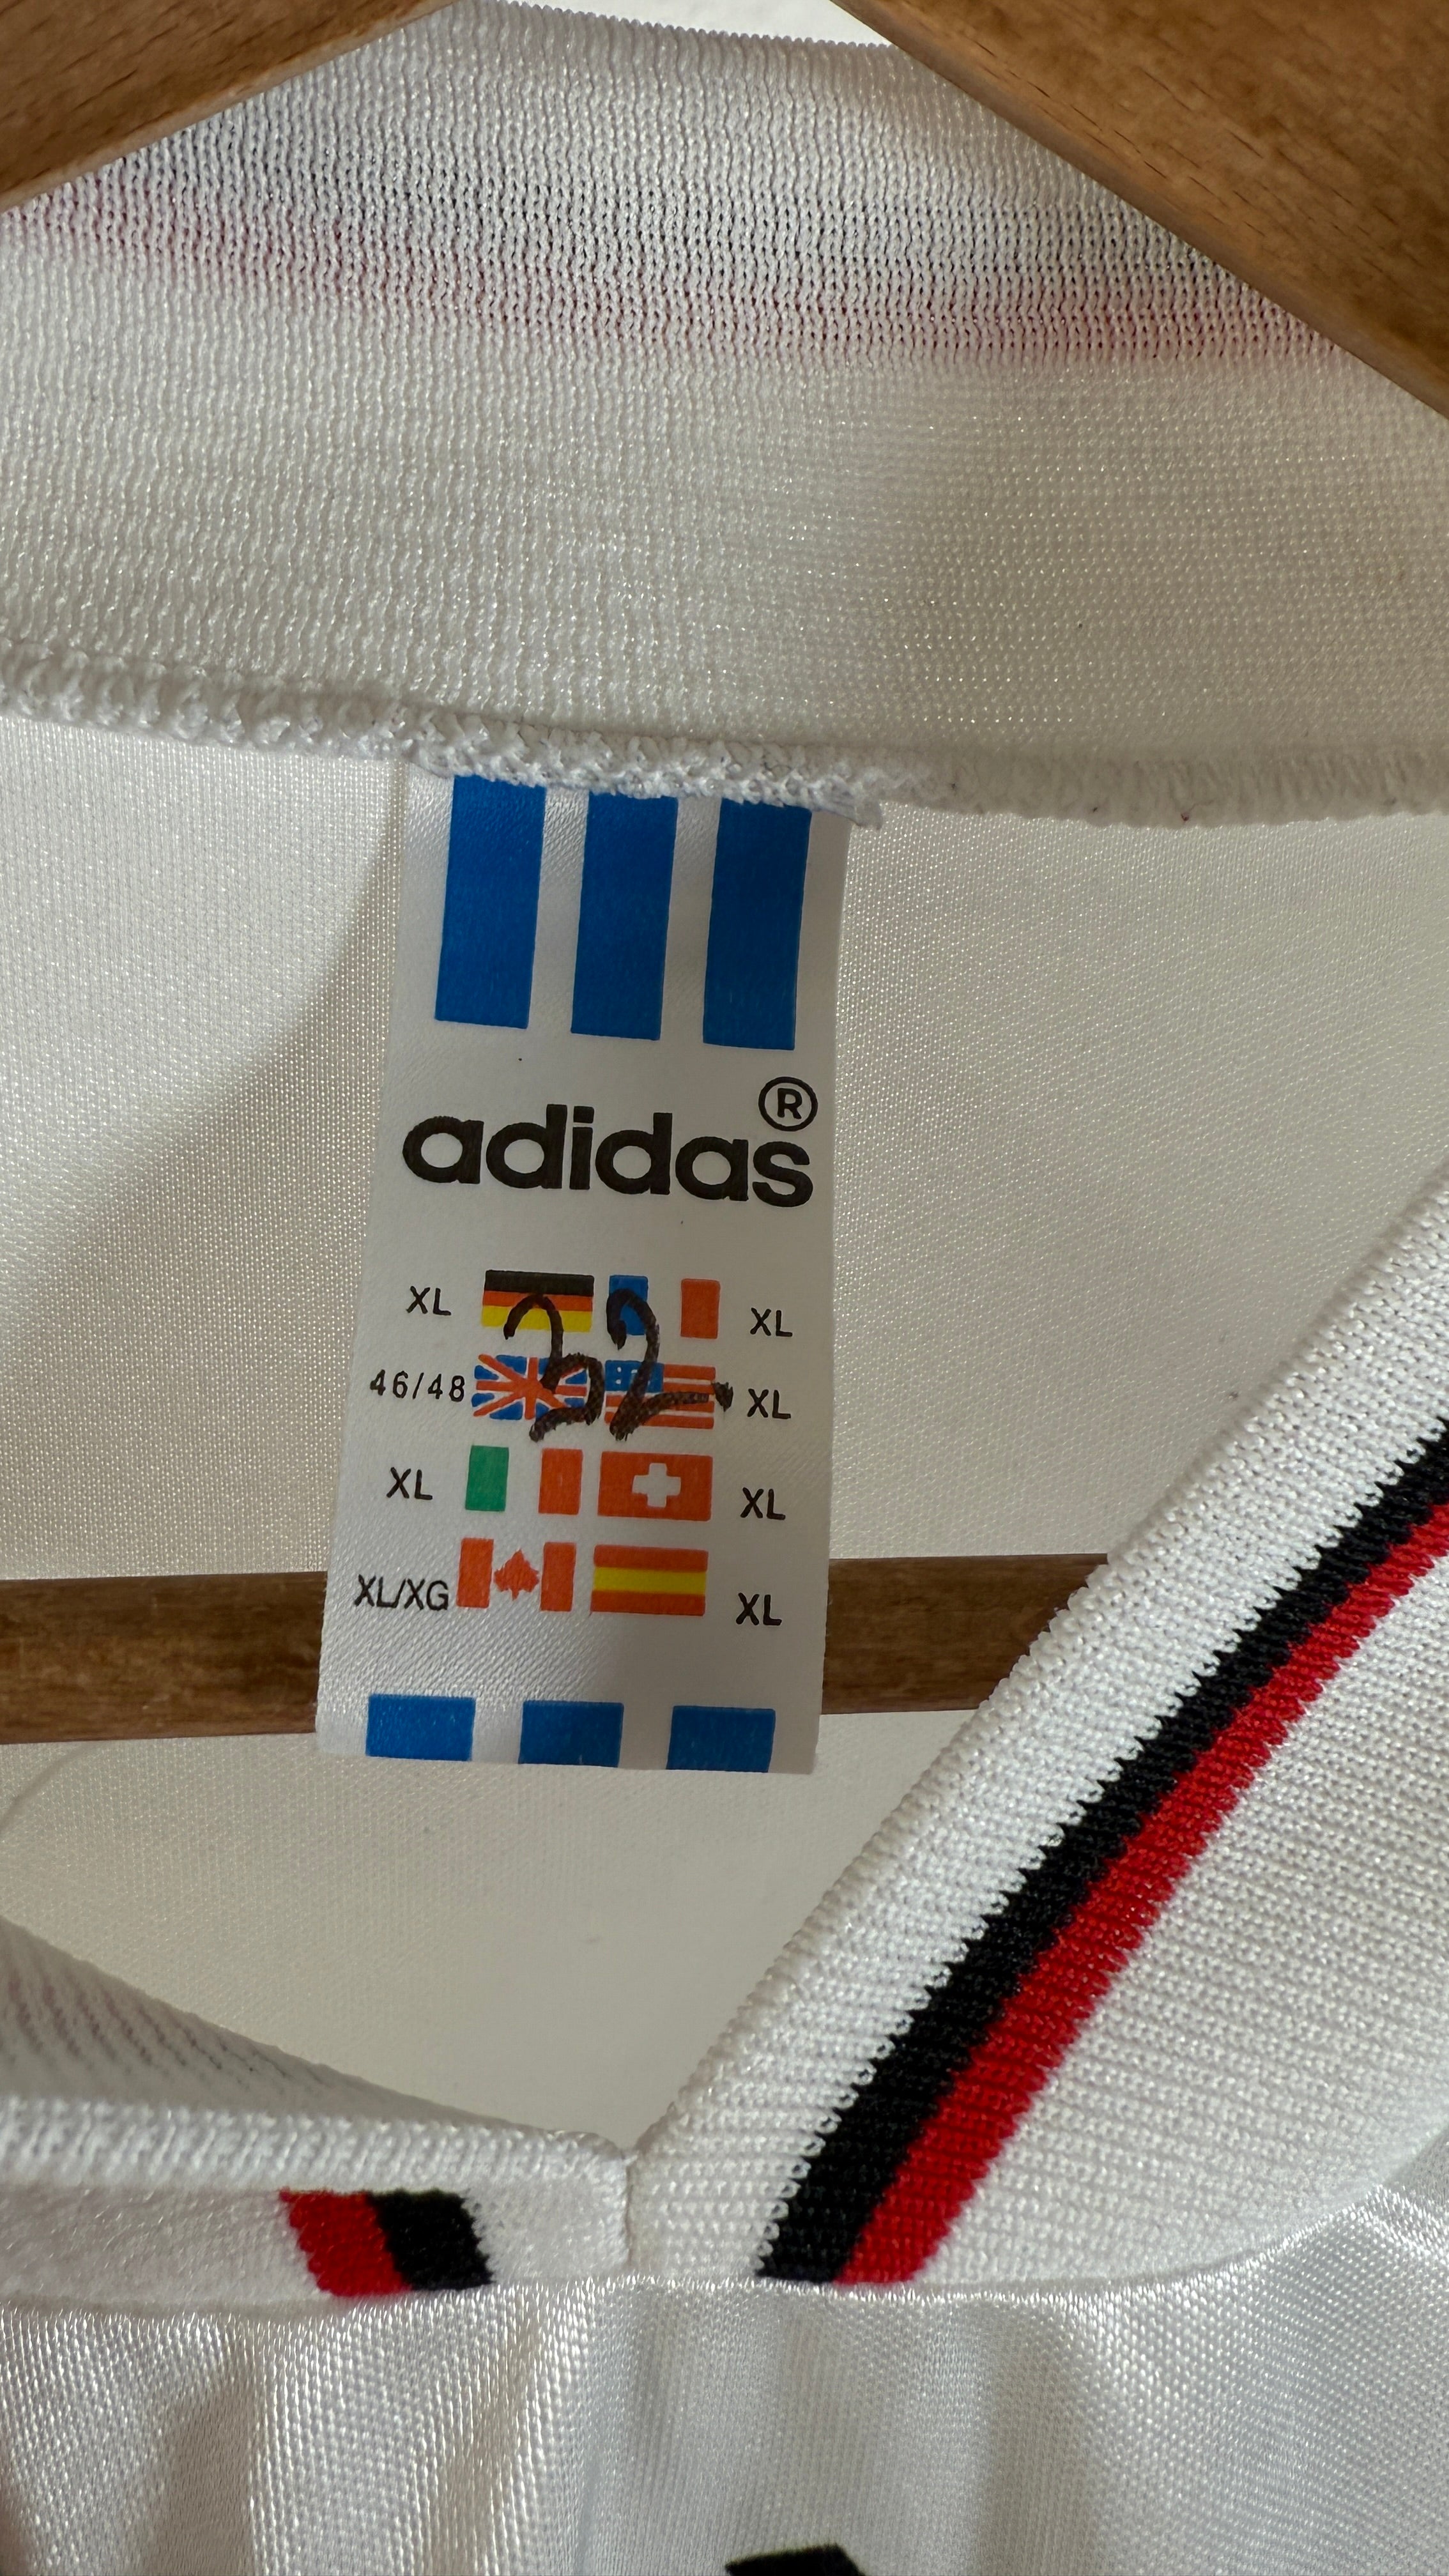 adidas®
XL XL
32
46/48 XL
XL XL
XL/XG XL